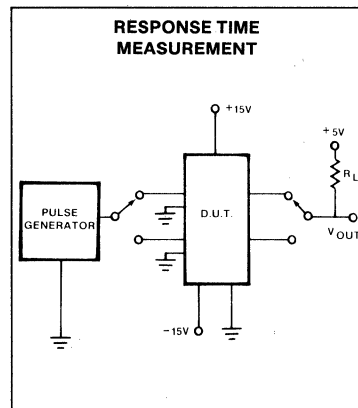 RESPONSE TIME
MEASUREMENT
+15V
+5V
RL
PULSE
GENERATOR
D.U.T.
VOUT
-15V